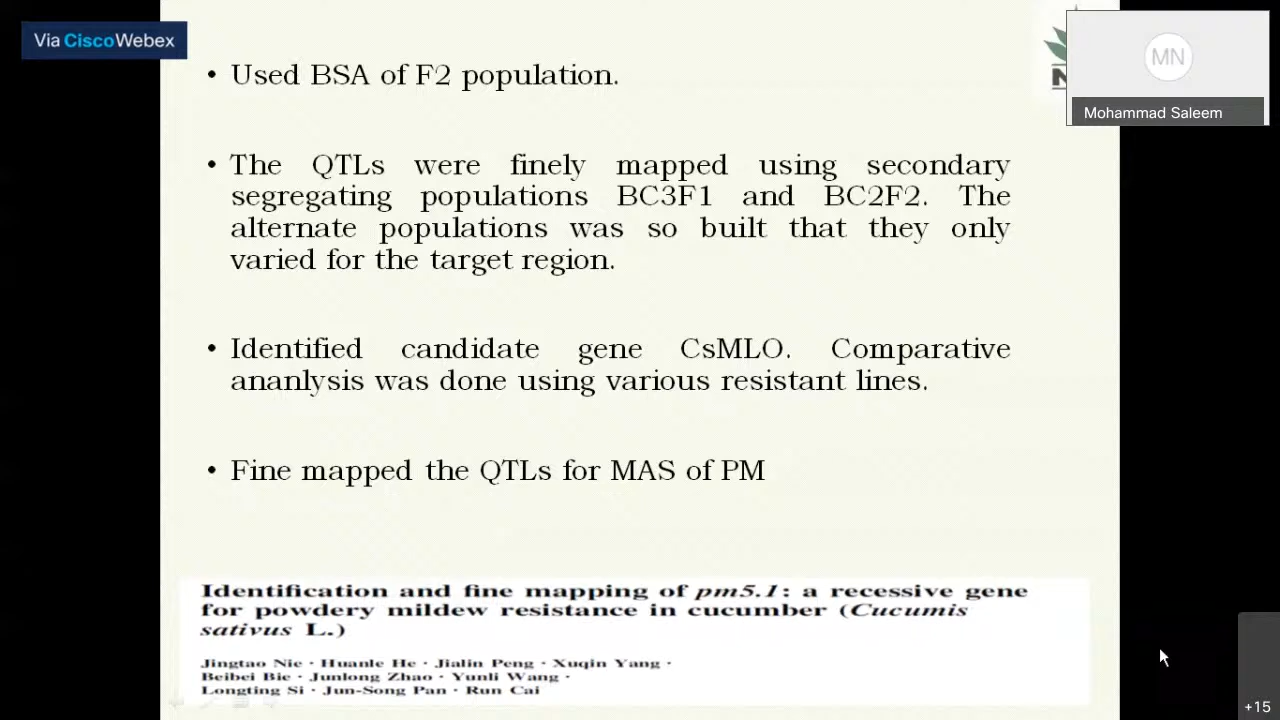 Via CiscoWebex
MN
Mohammad Saleem
• Used BSA of F2 population.
• The QTLs were finely mapped using secondary
segregating populations BC3F1 and BC2F2. The
alternate populations was so built that they only
varied for the target region.
• Identified candidate gene CsMLO. Comparative
ananlysis was done using various resistant lines.
• Fine mapped the QTLs for MAS of PM
Identification and fine mapping of pm5.1: a recessive gene
for powdery mildew resistance in cucumber (Cucumis
sativus L.)
Jingtao Nie · Huanle He · Jialin Peng · Xuqin Yang ·
Beibei Bie · Junlong Zhao · Yunli Wang ·
Longting Si · Jun-Song Pan · Run Cai
+15